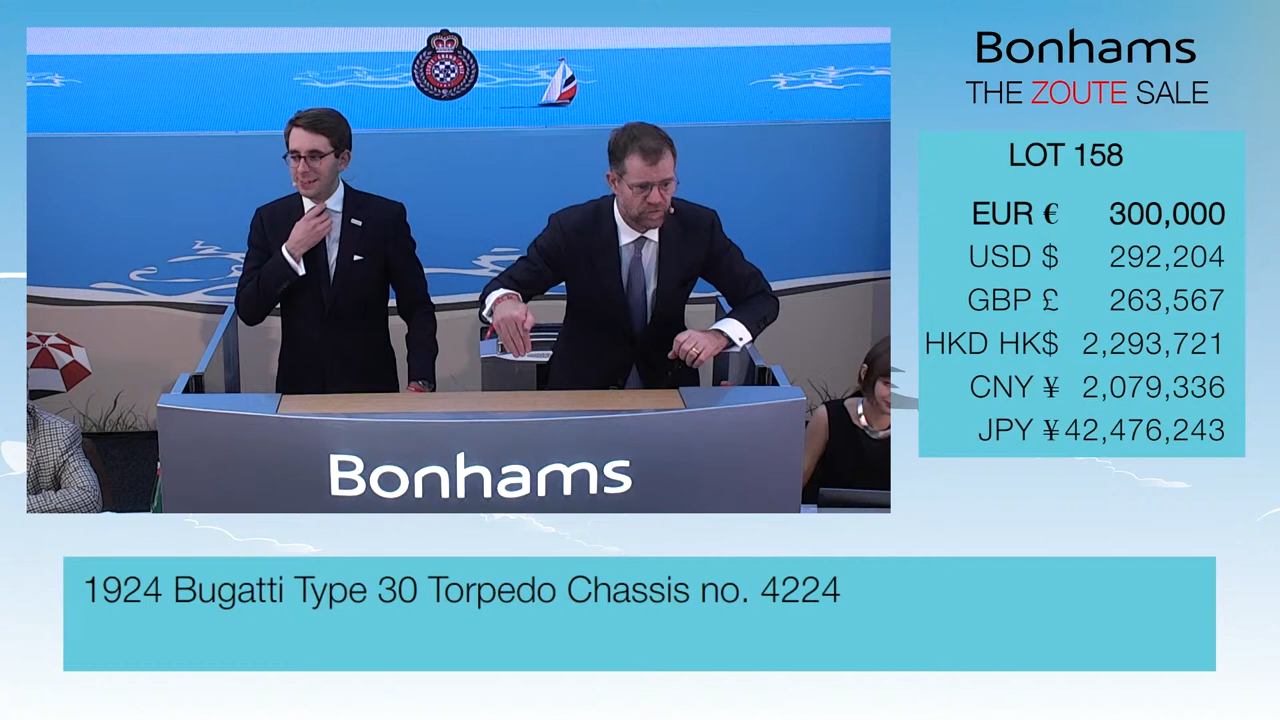 Bonhams
THE ZOUTE SALE
LOT 158
EUR € 300,000
USD $ 292,204
GBP £ 263,567
HKD HK$ 2,293,721
CNY ¥ 2,079,336
JPY ¥42,476,243
Bonhams
1924 Bugatti Type 30 Torpedo Chassis no. 4224